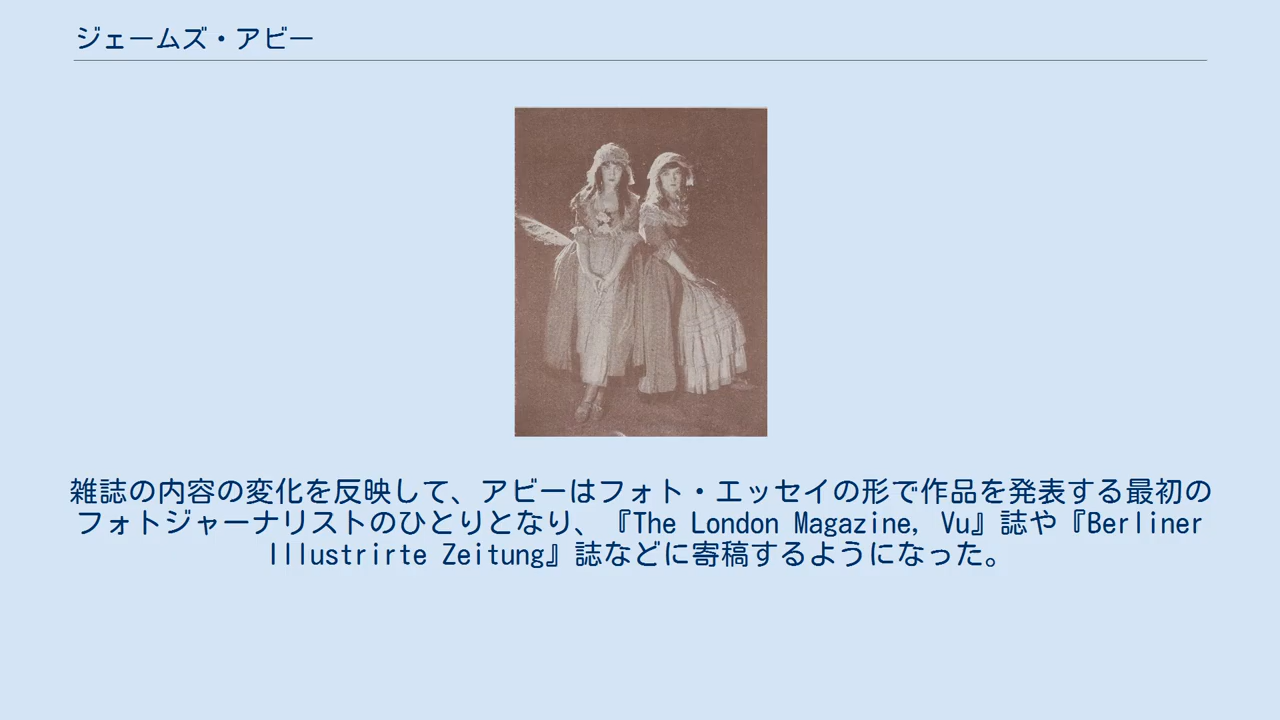 ジェームズ・アビー
雑誌の内容の変化を反映して、アビーはフォト・エッセイの形で作品を発表する最初の
フォトジャーナリストのひとりとなり、『The London Magazine, Vu』誌や『Berliner
Illustrirte Zeitung』誌などに寄稿するようになった。